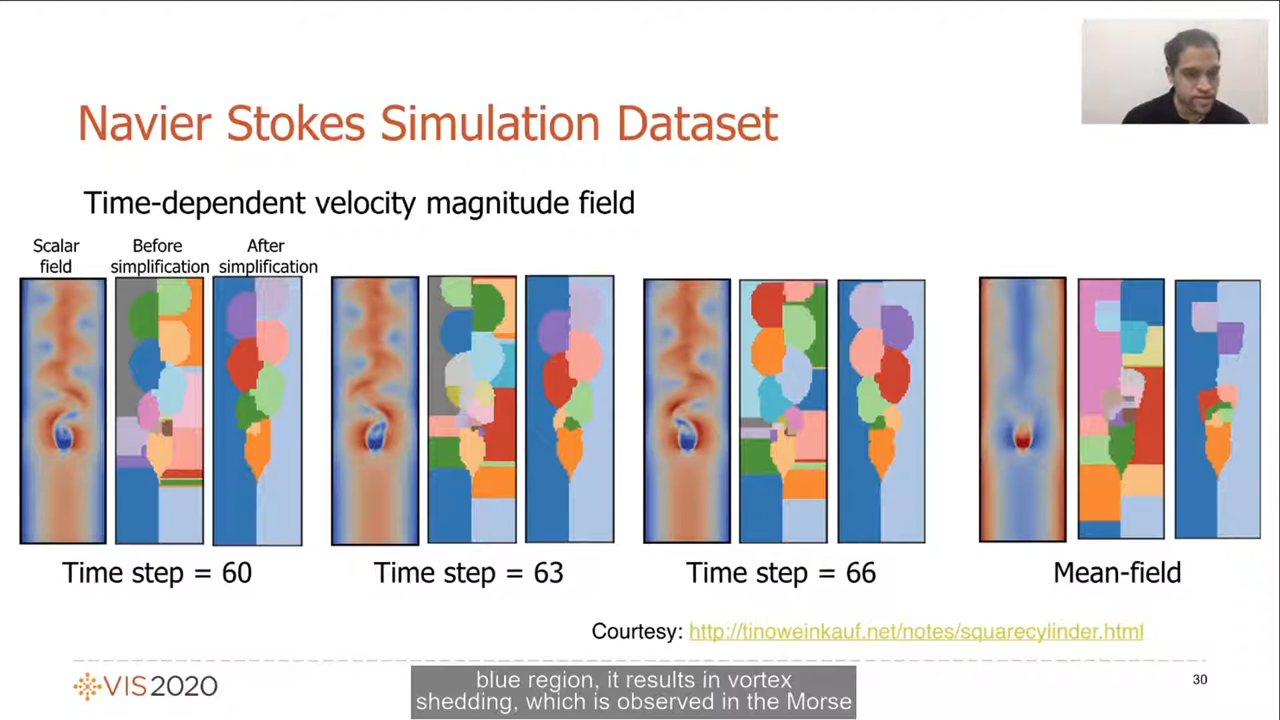 Navier Stokes Simulation Dataset
Time-dependent velocity magnitude field
Scalar
field
Before
simplification
After
simplification
Time step = 60
Time step = 63
Time step = 66
Mean-field
Courtesy: http://tinoweinkauf.net/notes/squarecylinder.html
VIS2020
30
blue region, it results in vortex
shedding, which is observed in the Morse